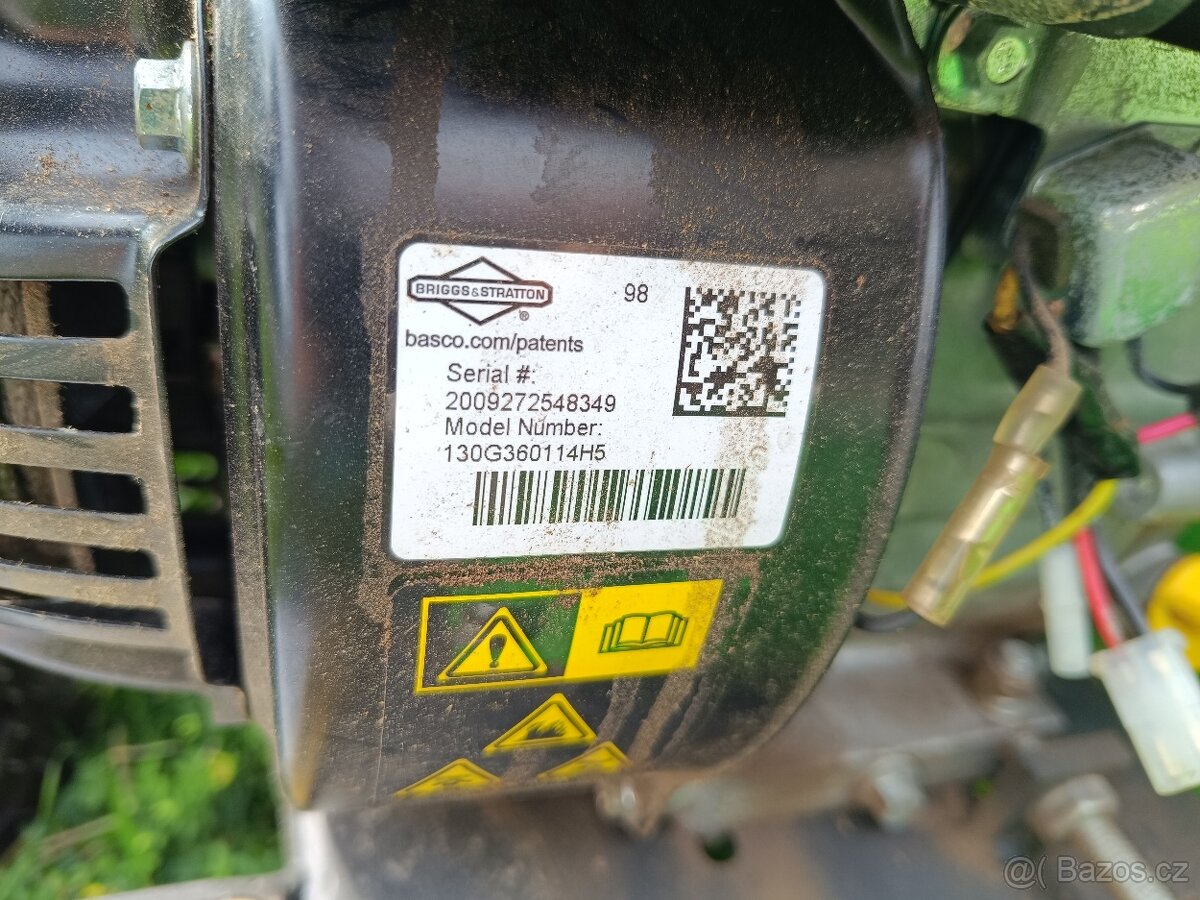 BRIGGS&STRATTON
®
98
basco.com/patents
Serial #:
2009272548349
Model Number:
130G360114H5
@ Bazos.cz